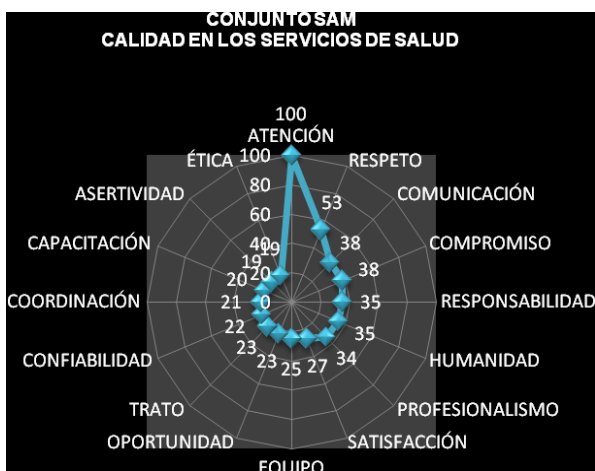 CONJUNTO SAM
CALIDAD EN LOS SERVICIOS DE SALUD
100
ATENCIÓN
ÉTICA
100
RESPETO
ASERTIVIDAD
80
53
COMUNICACIÓN
60
CAPACITACIÓN
19
19
40
38
COMPROMISO
20
20
38
COORDINACIÓN
21
0
35
RESPONSABILIDAD
22
35
CONFIABILIDAD
23
23
25
27
34
HUMANIDAD
TRATO
PROFESIONALISMO
OPORTUNIDAD
SATISFACCIÓN
EQUIPO